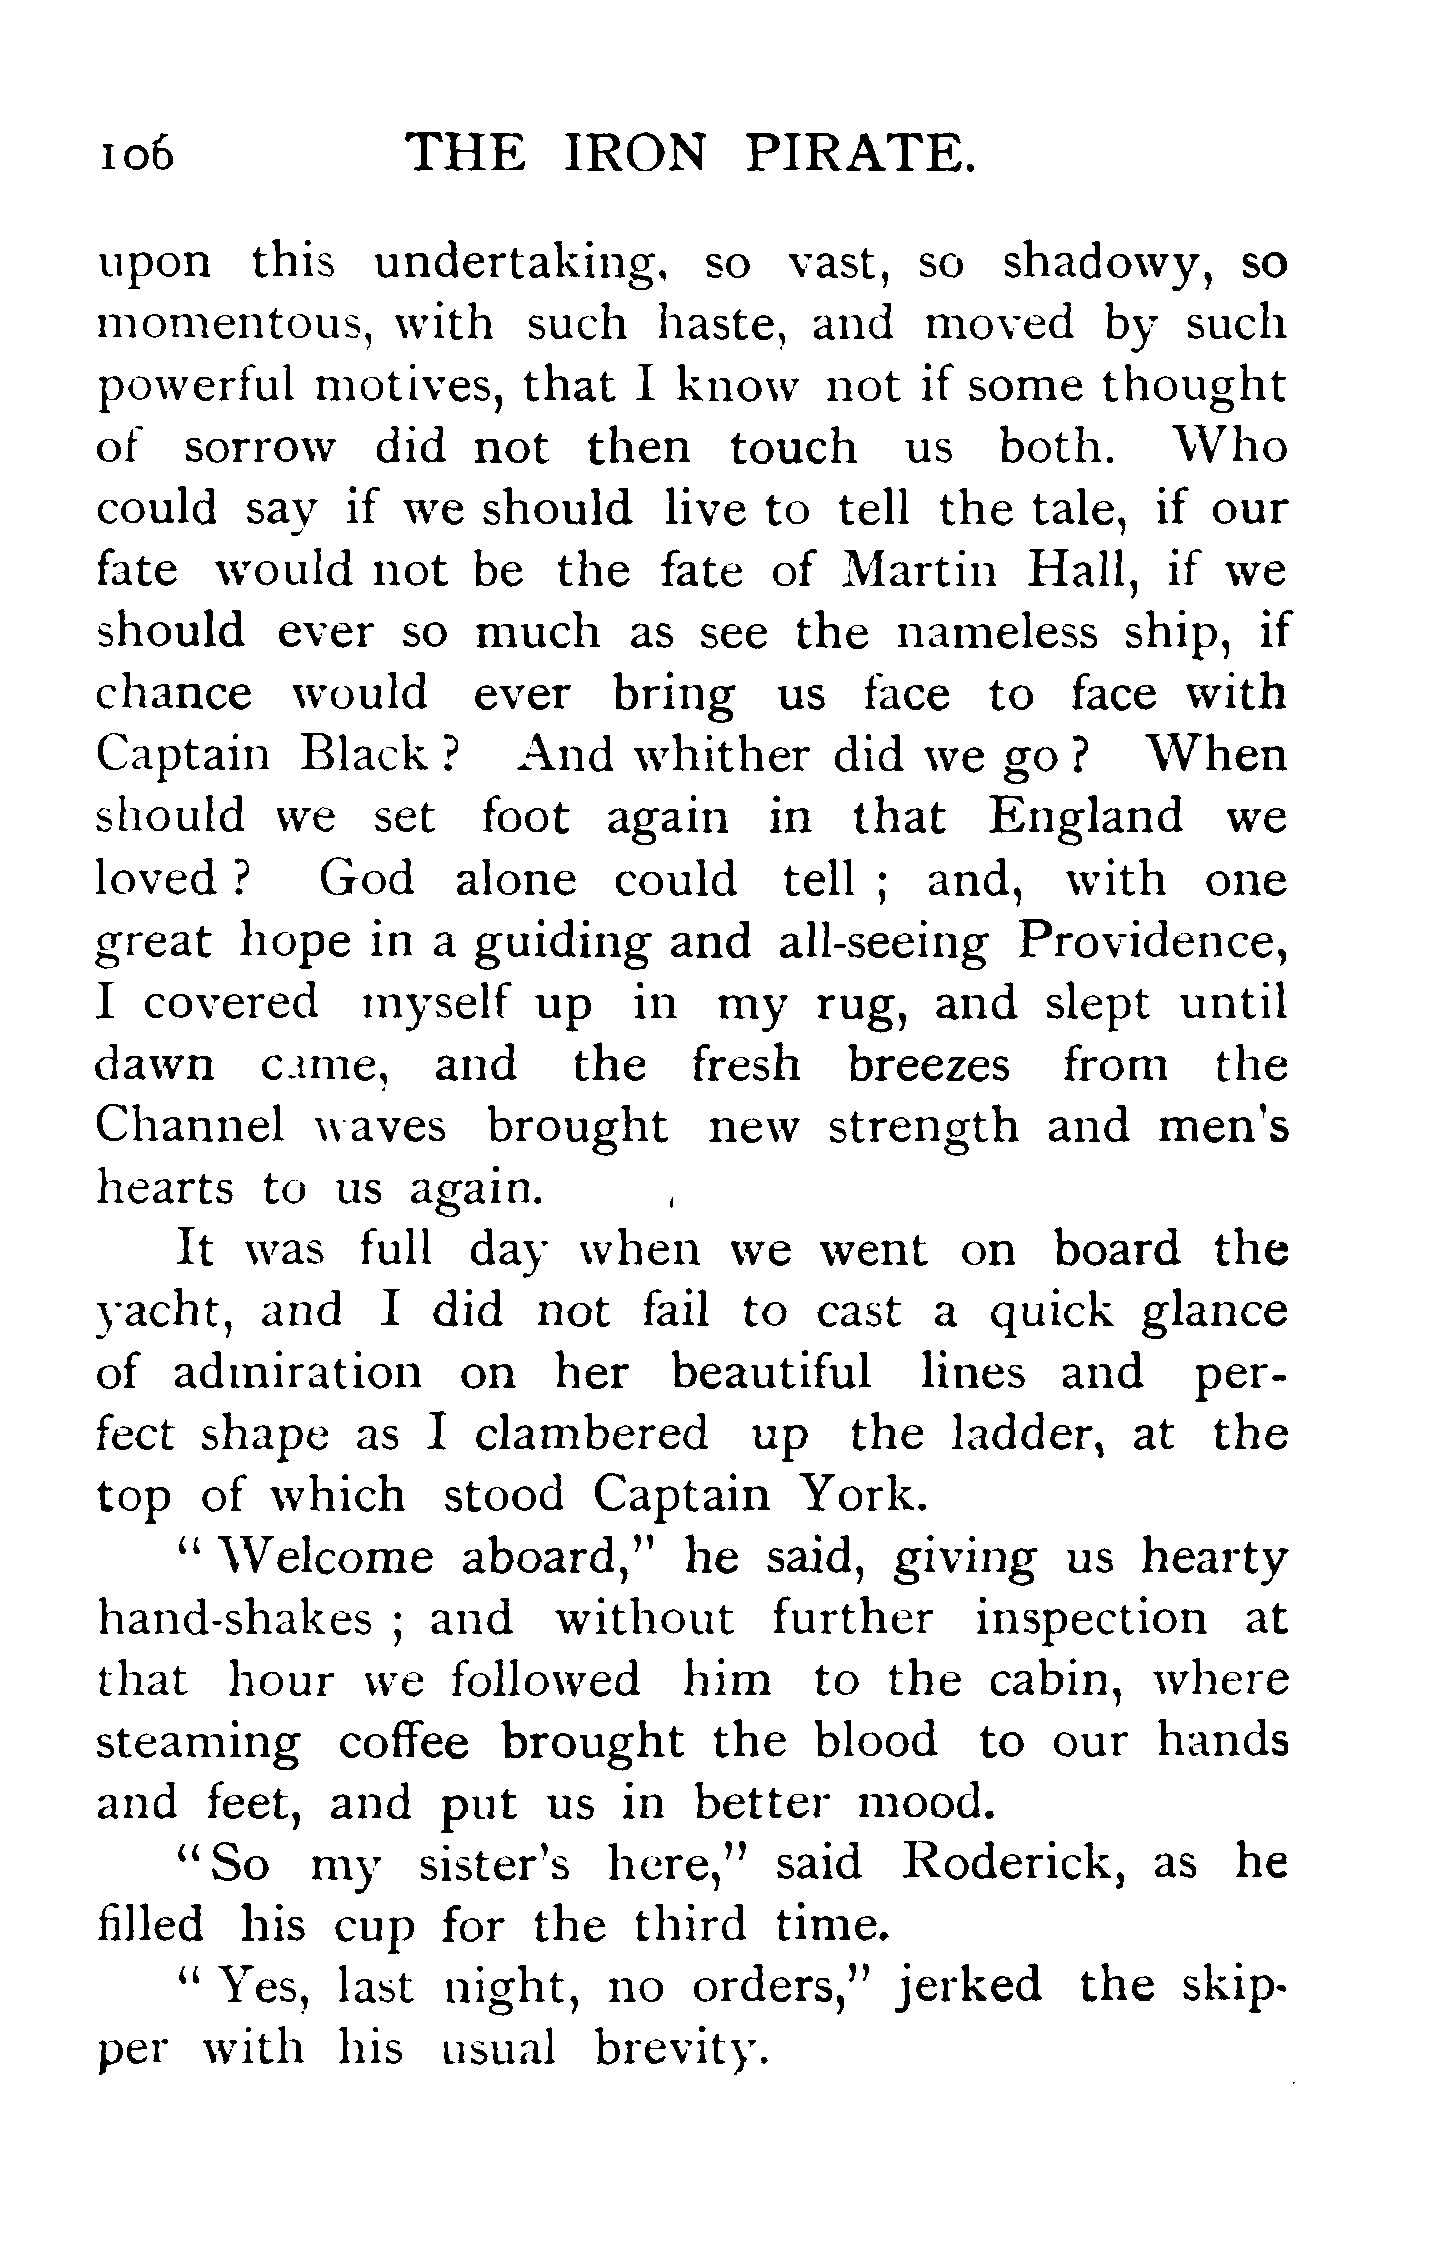 106 THE IRON PIRATE.
upon this undertaking, so vast, so shadowy, so
momentous, with such haste, and moved by such
powerful motives, that I know not if some thought
of sorrow did not then touch us both. Who
could say if we should live to tell the tale, if our
fate would not be the fate of Martin Hall, if we
should ever so much as see the nameless ship, if
chance would ever bring us face to face with
Captain Black ? And whither did we go ? When
should we set foot again in that England we
loved ? God alone could tell ; and, with one
great hope in a guiding and all-seeing Providence,
I covered myself up in my rug, and slept until
dawn came, and the fresh breezes from the
Channel waves brought new strength and men's
hearts to us again.
It was full day when we went on board the
yacht, and I did not fail to cast a quick glance
of admiration on her beautiful lines and per-
fect shape as I clambered up the ladder, at the
top of which stood Captain York.
" Welcome aboard," he said, giving us hearty
hand-shakes ; and without further inspection at
that hour we followed him to the cabin, where
steaming coffee brought the blood to our hands
and feet, and put us in better mood.
" So my sister's here," said Roderick, as he
filled his cup for the third time.
" Yes, last night, no orders," jerked the skip-
per with his usual brevity.